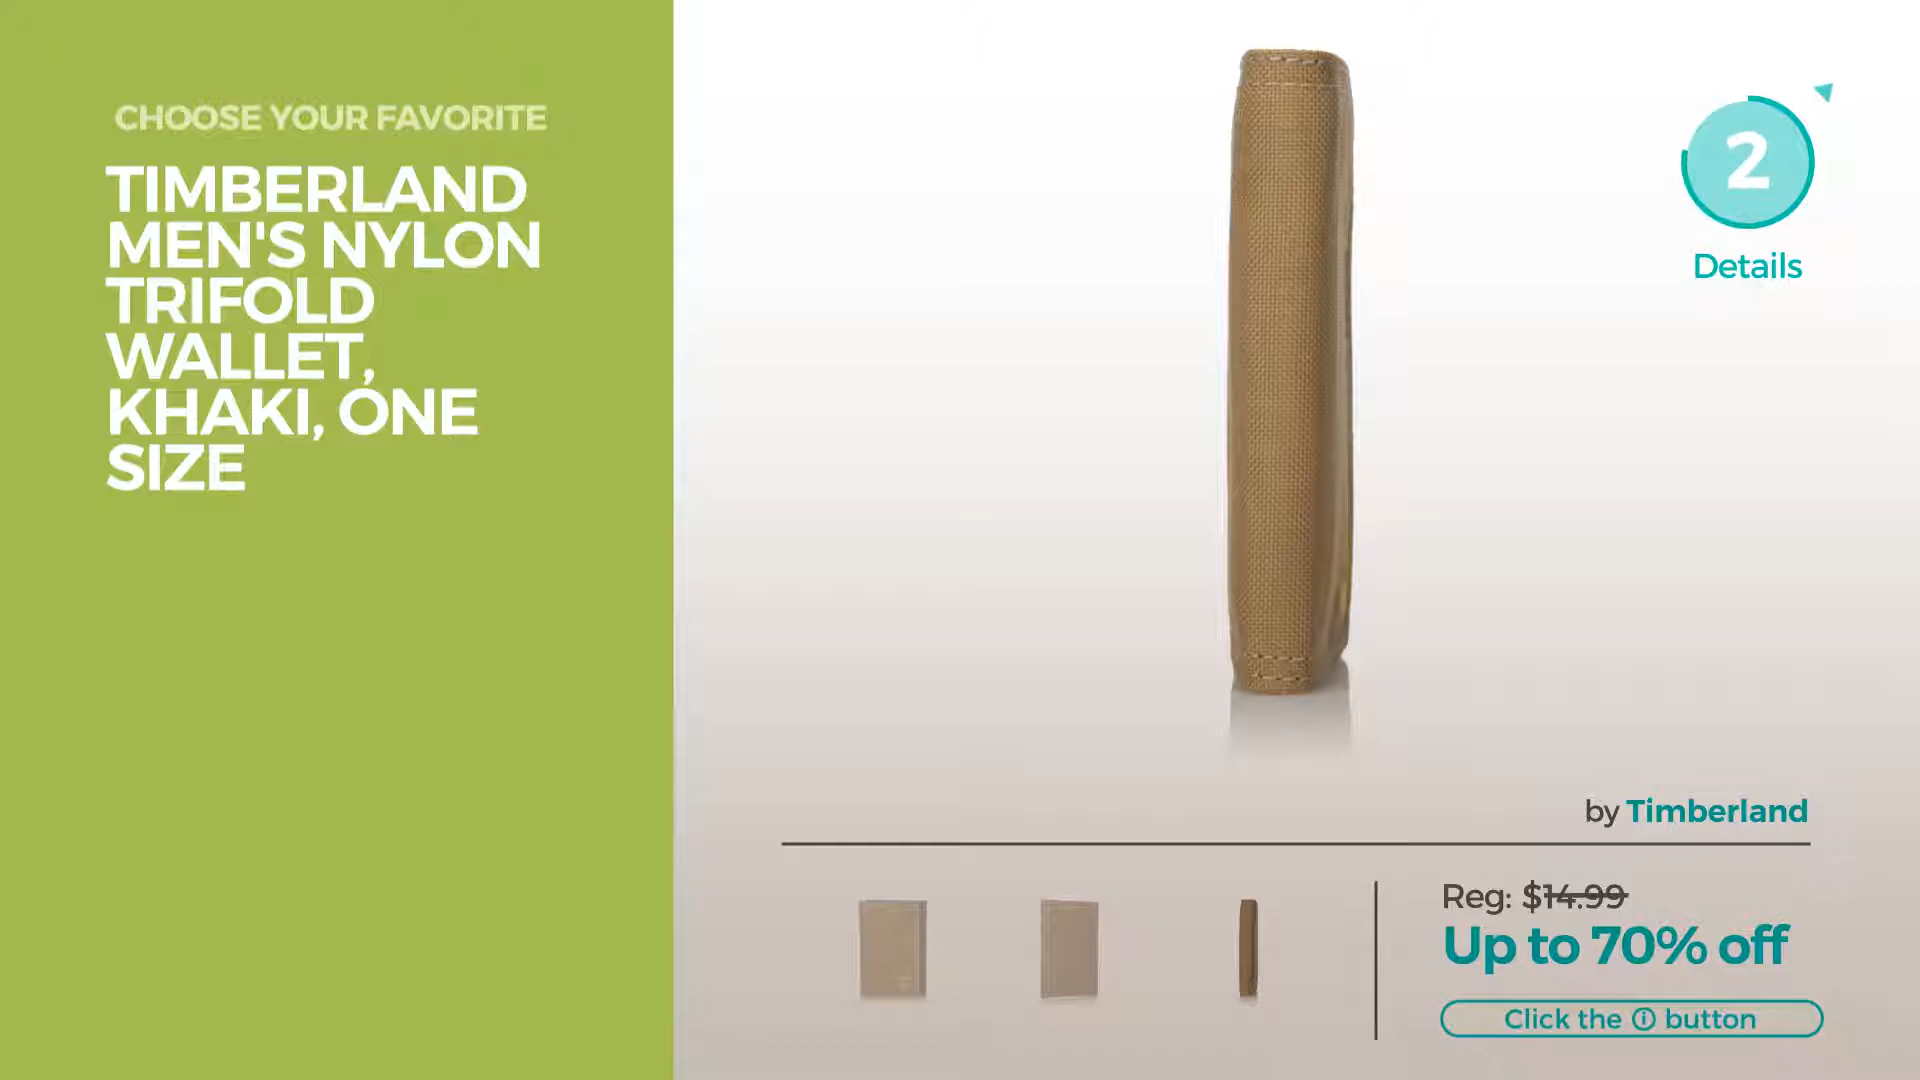 CHOOSE YOUR FAVORITE
TIMBERLAND
MEN'S NYLON
TRIFOLD
WALLET,
KHAKI, ONE
SIZE
2
Details
by Timberland
Reg: $14.99
Up to 70% off
Click the ⓘ button